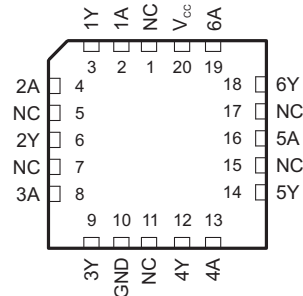 1Y 1A NC Vcc 6A
3 2 1 20 19
2A 4 18 6Y
NC 5 17 NC
2Y 6 16 5A
NC 7 15 NC
3A 8 14 5Y
9 10 11 12 13
3Y GND NC 4Y 4A